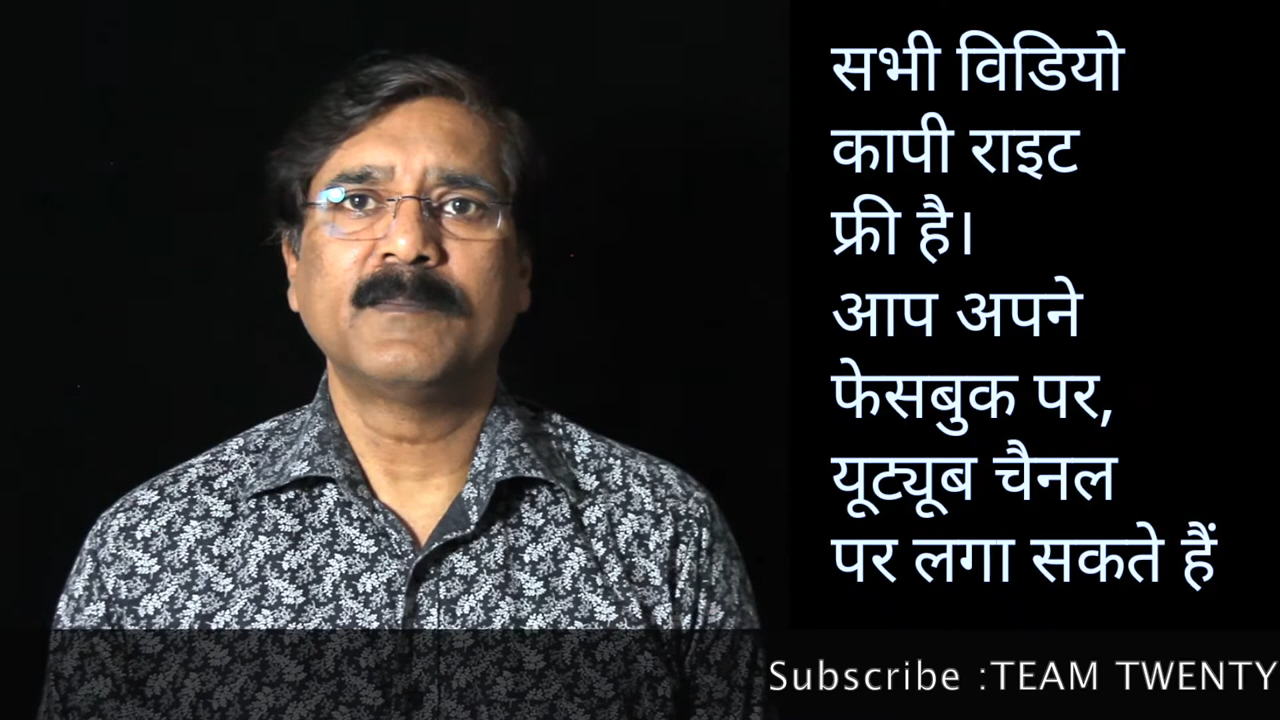 सभी विडियो
कापी राइट
फ्री है।
आप अपने
फेसबुक पर,
यूट्यूब चैनल
पर लगा सकते हैं
Subscribe :TEAM TWENTY